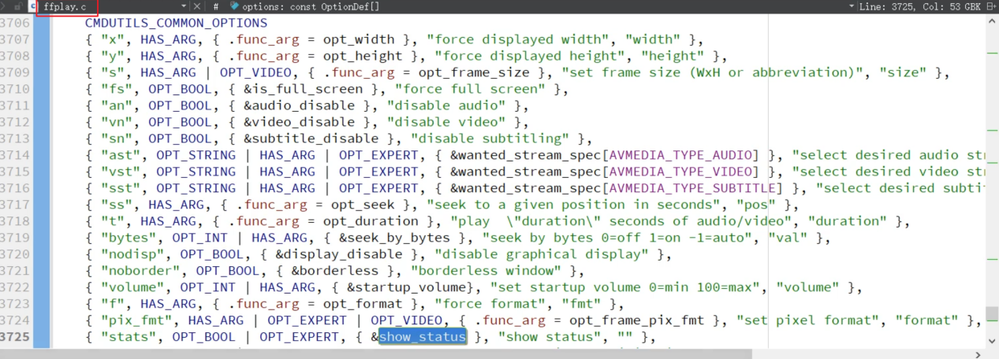 ffplay.c # options: const OptionDef[] Line: 3725, Col: 53 GBK
3706 CMDUTILS_COMMON_OPTIONS
3707 { "x", HAS_ARG, { .func_arg = opt_width }, "force displayed width", "width" },
3708 { "y", HAS_ARG, { .func_arg = opt_height }, "force displayed height", "height" },
3709 { "s", HAS_ARG | OPT_VIDEO, { .func_arg = opt_frame_size }, "set frame size (WxH or abbreviation)", "size" },
3710 { "fs", OPT_BOOL, { &is_full_screen }, "force full screen" },
3711 { "an", OPT_BOOL, { &audio_disable }, "disable audio" },
3712 { "vn", OPT_BOOL, { &video_disable }, "disable video" },
3713 { "sn", OPT_BOOL, { &subtitle_disable }, "disable subtitling" },
3714 { "ast", OPT_STRING | HAS_ARG | OPT_EXPERT, { &wanted_stream_spec[AVMEDIA_TYPE_AUDIO] }, "select desired audio str
3715 { "vst", OPT_STRING | HAS_ARG | OPT_EXPERT, { &wanted_stream_spec[AVMEDIA_TYPE_VIDEO] }, "select desired video str
3716 { "sst", OPT_STRING | HAS_ARG | OPT_EXPERT, { &wanted_stream_spec[AVMEDIA_TYPE_SUBTITLE] }, "select desired subtit
3717 { "ss", HAS_ARG, { .func_arg = opt_seek }, "seek to a given position in seconds", "pos" },
3718 { "t", HAS_ARG, { .func_arg = opt_duration }, "play  \"duration\" seconds of audio/video", "duration" },
3719 { "bytes", OPT_INT | HAS_ARG, { &seek_by_bytes }, "seek by bytes 0=off 1=on -1=auto", "val" },
3720 { "nodisp", OPT_BOOL, { &display_disable }, "disable graphical display" },
3721 { "noborder", OPT_BOOL, { &borderless }, "borderless window" },
3722 { "volume", OPT_INT | HAS_ARG, { &startup_volume}, "set startup volume 0=min 100=max", "volume" },
3723 { "f", HAS_ARG, { .func_arg = opt_format }, "force format", "fmt" },
3724 { "pix_fmt", HAS_ARG | OPT_EXPERT | OPT_VIDEO, { .func_arg = opt_frame_pix_fmt }, "set pixel format", "format" },
3725 { "stats", OPT_BOOL | OPT_EXPERT, { &show_status }, "show status", "" },